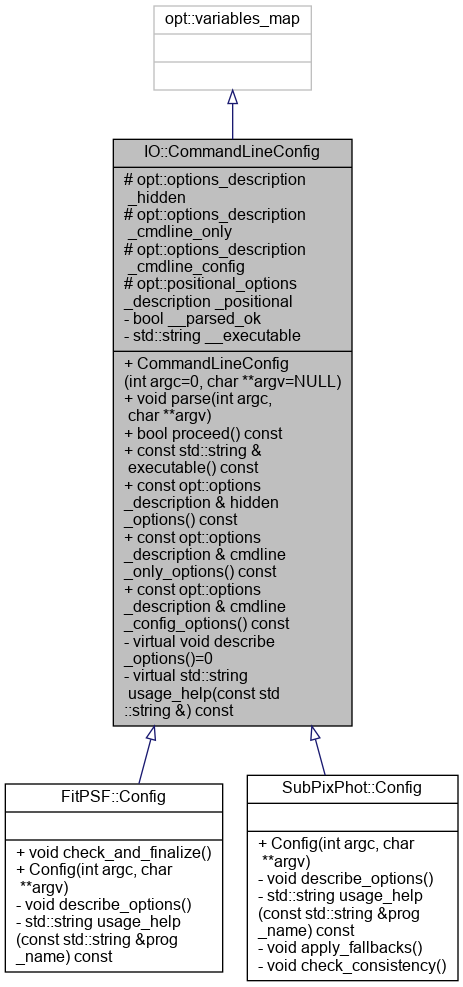 opt::variables_map
IO::CommandLineConfig
# opt::options_description
_hidden
# opt::options_description
_cmdline_only
# opt::options_description
_cmdline_config
# opt::positional_options
_description _positional
- bool __parsed_ok
- std::string __executable
+ CommandLineConfig
(int argc=0, char **argv=NULL)
+ void parse(int argc,
char **argv)
+ bool proceed() const
+ const std::string &
executable() const
+ const opt::options
_description & hidden
_options() const
+ const opt::options
_description & cmdline
_only_options() const
+ const opt::options
_description & cmdline
_config_options() const
- virtual void describe
_options()=0
- virtual std::string
usage_help(const std
::string &) const
FitPSF::Config
+ void check_and_finalize()
+ Config(int argc, char
**argv)
- void describe_options()
- std::string usage_help
(const std::string &prog
_name) const
SubPixPhot::Config
+ Config(int argc, char
**argv)
- void describe_options()
- std::string usage_help
(const std::string &prog
_name) const
- void apply_fallbacks()
- void check_consistency()